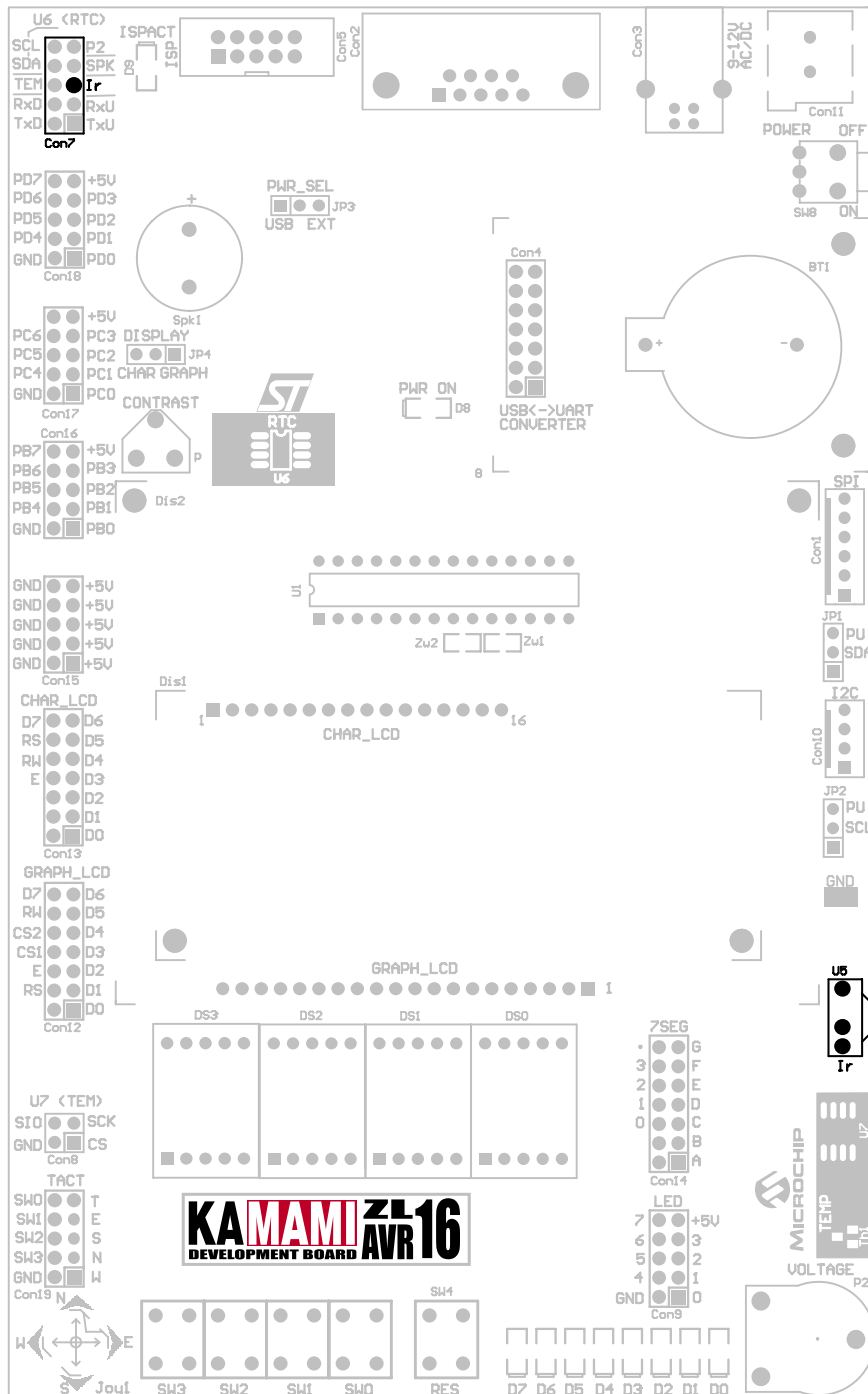 U6 (RTC)
SCL P2
SDA SPK
TEM Ir
RxD RxU
TxD TxU
Con7
ISPACT
D9
ISP
Con5
Con2
Con3
9-12V
AC/DC
Con11
POWER OFF
SW8 ON
PD7 +5V
PD6 PD3
PD5 PD2
PD4 PD1
GND PD0
Con18
+
Spk1
PWR_SEL
JP3
USB EXT
Con4
BT1
+ -
+5V
PC6 PC3
PC5 PC2
PC4 PC1
GND PC0
Con17
DISPLAY
JP4
CHAR GRAPH
CONTRAST
P
ST
RTC
U6
PWR ON
D8
USB<->UART
CONVERTER
8
Con16
PB7 +5V
PB6 PB3
PB5 PB2
PB4 PB1
GND PB0
Dis2
SPI
Con1
U1
Zw2 Zw1
GND +5V
GND +5V
GND +5V
GND +5V
GND +5V
Con15
JP1
PU
SDA
Dis1
1 16
CHAR_LCD
I2C
Con10
CHAR_LCD
D7 D6
RS D5
RW D4
E D3
D2
D1
D0
Con13
JP2
PU
SCL
GND
GRAPH_LCD
D7 D6
RW D5
CS2 D4
CS1 D3
E D2
RS D1
D0
Con12
GRAPH_LCD
1
U5
Ir
DS3 DS2 DS1 DS0
7SEG
. G
3 F
2 E
1 D
0 C
B
A
Con14
U7 (TEM)
SIO SCK
GND CS
Con8
MICROCHIP
TEMP
U7
TACT
SW0 T
SW1 E
SW2 S
SW3 N
GND W
Con19
KAMAMI
DEVELOPMENT BOARD
ZL
AVR
16
LED
7 +5V
6 3
5 2
4 1
GND 0
Con9
VOLTAGE
P2
N
W E
S
Joy1
SW3 SW2 SW1 SW0
SW4
RES
D7 D6 D5 D4 D3 D2 D1 D0